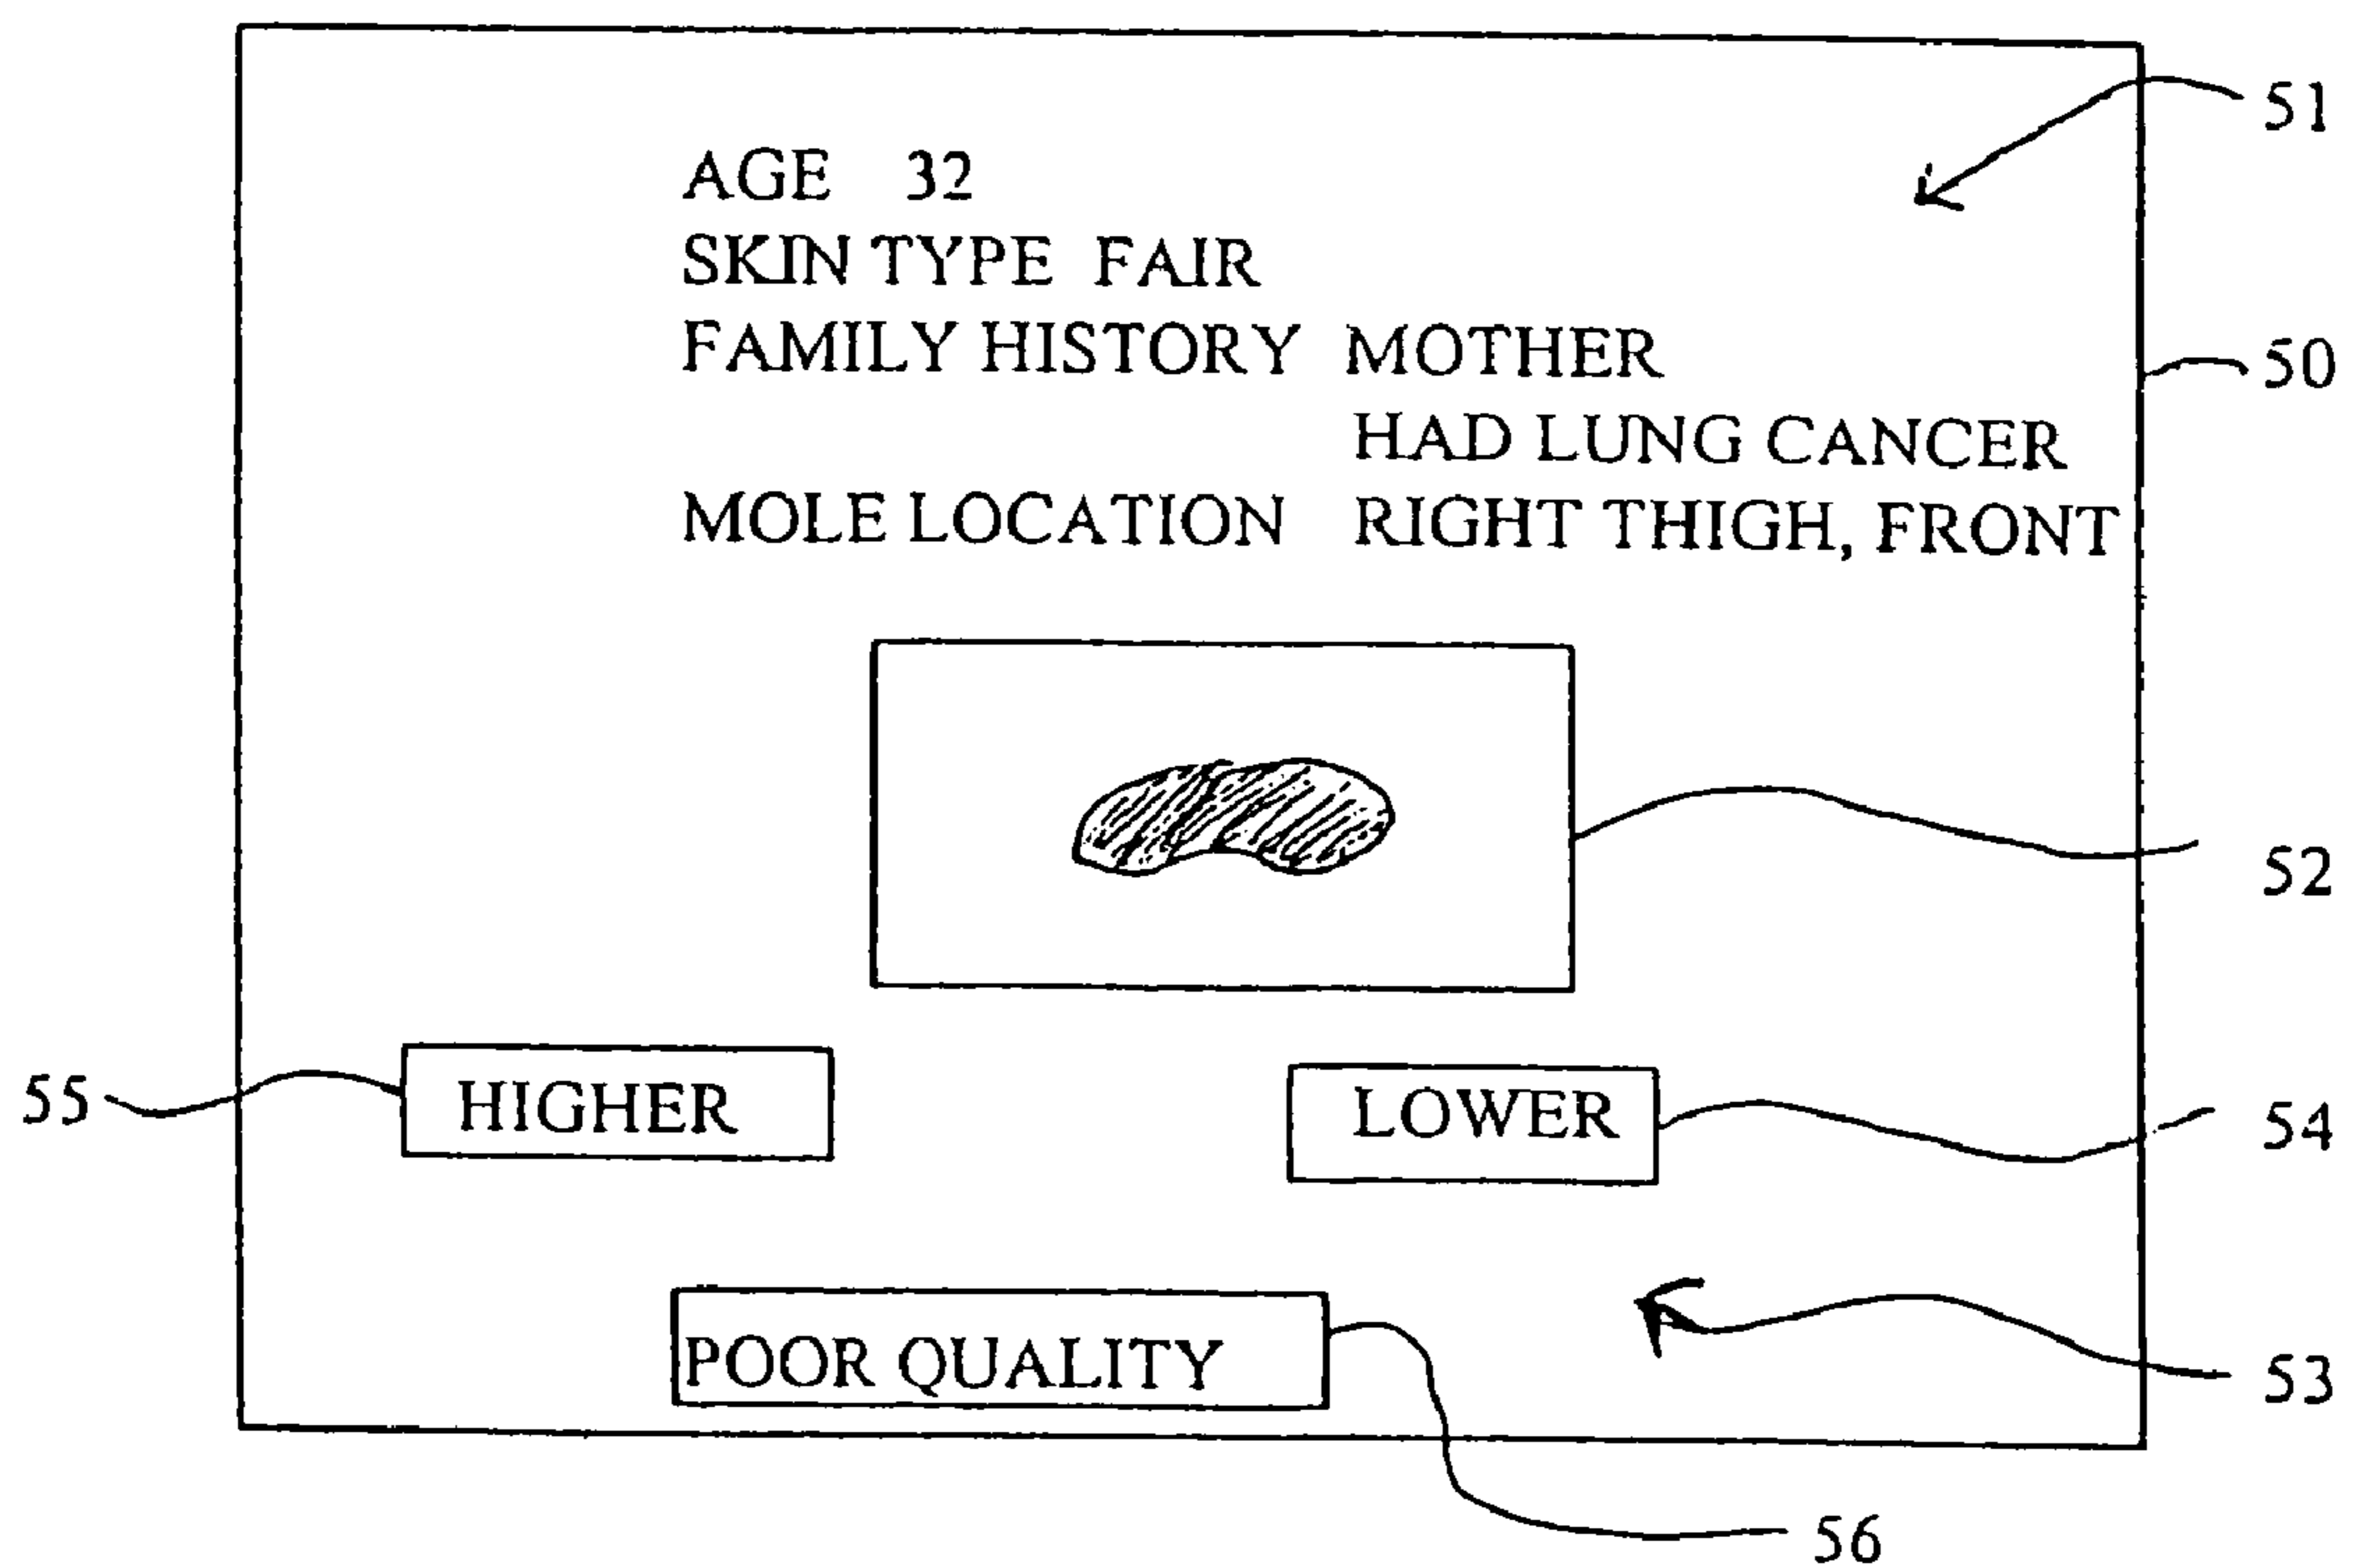 51
AGE 32
SKIN TYPE FAIR
FAMILY HISTORY MOTHER
50
HAD LUNG CANCER
MOLE LOCATION RIGHT THIGH, FRONT
52
55
HIGHER
LOWER
54
POOR QUALITY
53
56